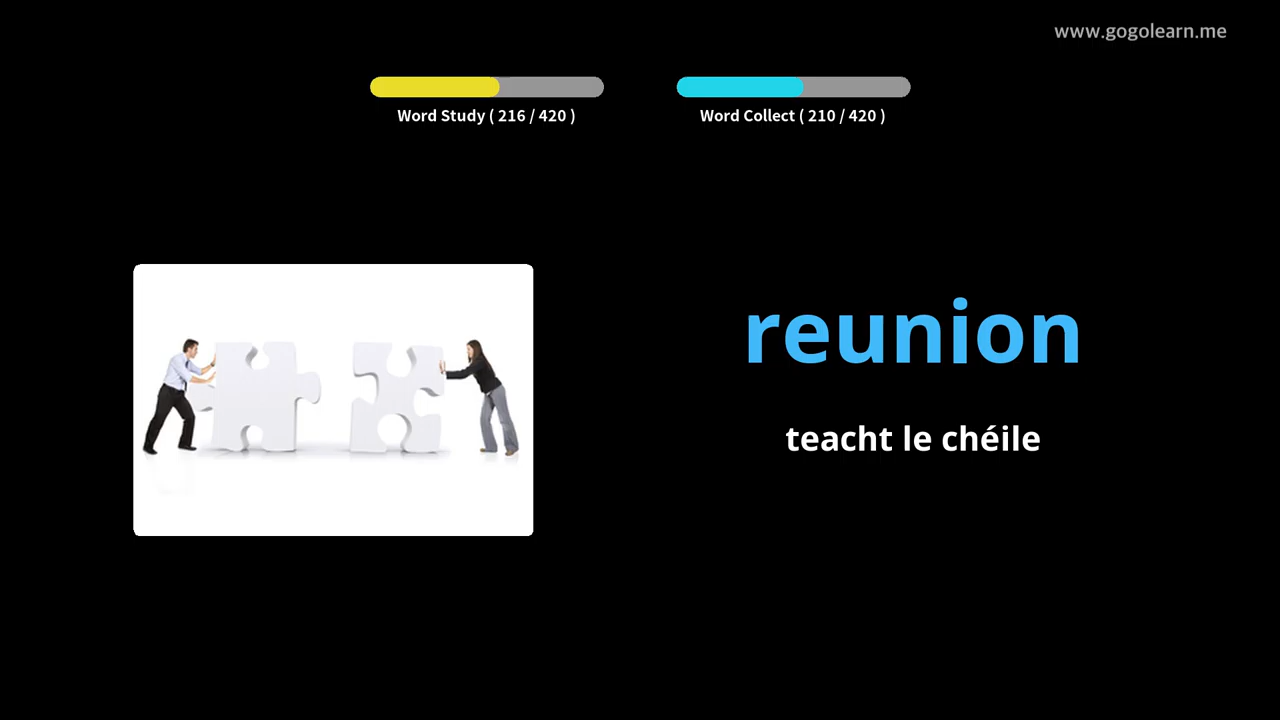 www.gogolearn.me
Word Study ( 216 / 420 )
Word Collect ( 210 / 420 )
reunion
teacht le chéile